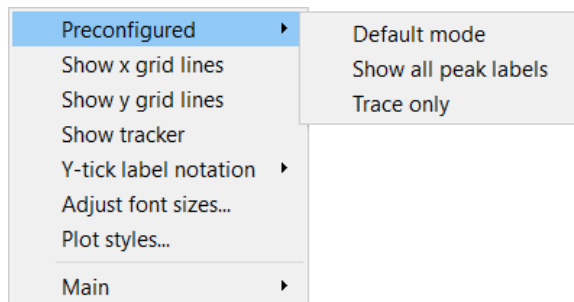 Preconfigured
Show x grid lines
Show y grid lines
Show tracker
Y-tick label notation
Adjust font sizes...
Plot styles...
Main
Default mode
Show all peak labels
Trace only